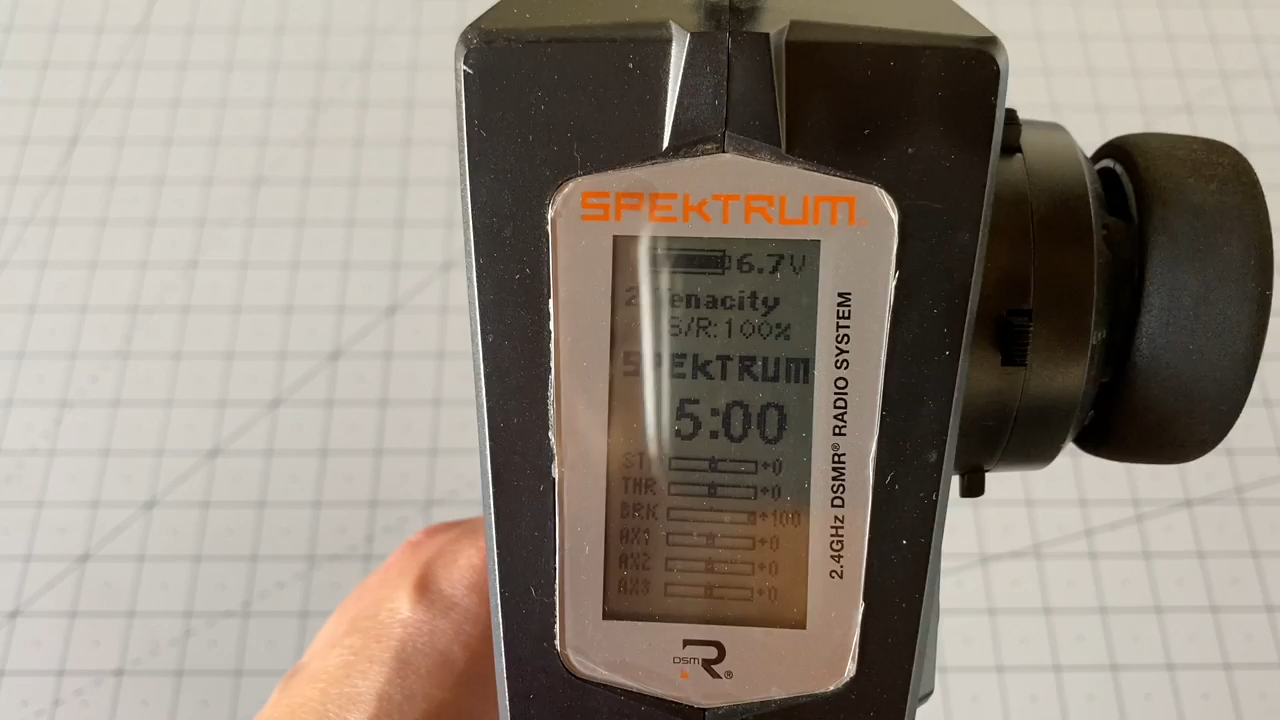 SPEKTRUM
6.7V
2 Tenacity
S/R:100%
SPEKTRUM
5:00
ST +0
THR +0
BRK +100
AX1 +0
AX2 +0
AX3 +0
2.4GHz DSMR® RADIO SYSTEM
DSM R®